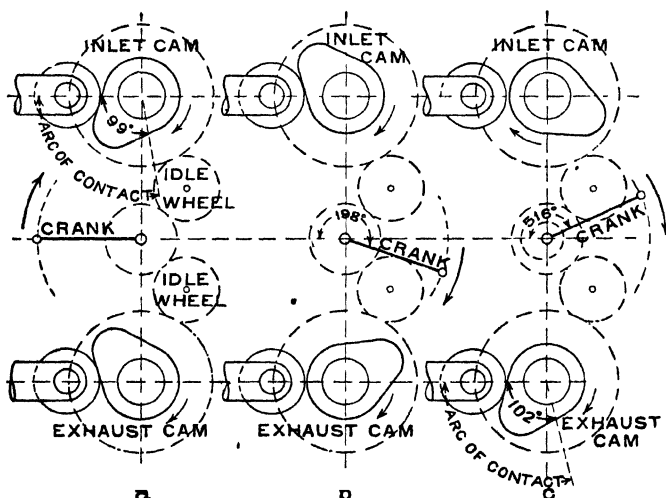 INLET CAM
INLET
CAM
INLET CAM
99°
ARC OF CONTACT
IDLE
WHEEL
CRANK
198°
CRANK
516°
CRANK
IDLE
WHEEL
EXHAUST CAM
EXHAUST CAM
102°
EXHAUST
CAM
ARC OF CONTACT